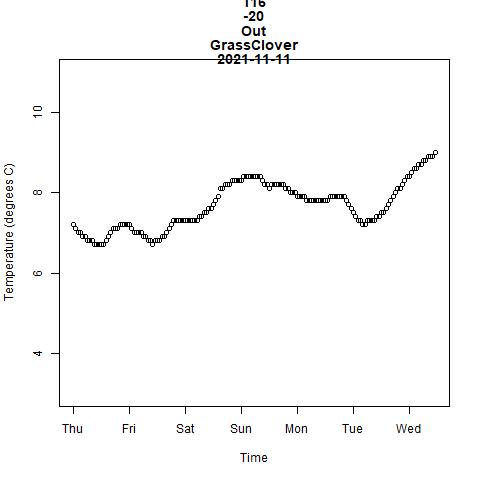 116
-20
Out
GrassClover
2021-11-11
Temperature (degrees C)
10
8
6
4
Thu Fri Sat Sun Mon Tue Wed
Time